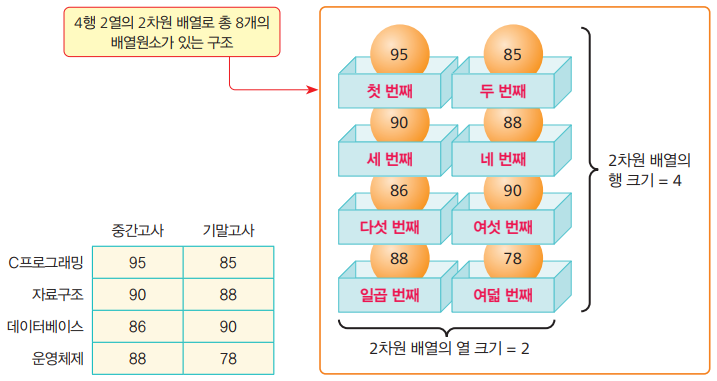 4행 2열의 2차원 배열로 총 8개의
배열원소가 있는 구조
95 85
첫 번째 두 번째
90 88
세 번째 네 번째
86 90
다섯 번째 여섯 번째
88 78
일곱 번째 여덟 번째
2차원 배열의
행 크기 = 4
2차원 배열의 열 크기 = 2
중간고사 기말고사
C프로그래밍 95 85
자료구조 90 88
데이터베이스 86 90
운영체제 88 78